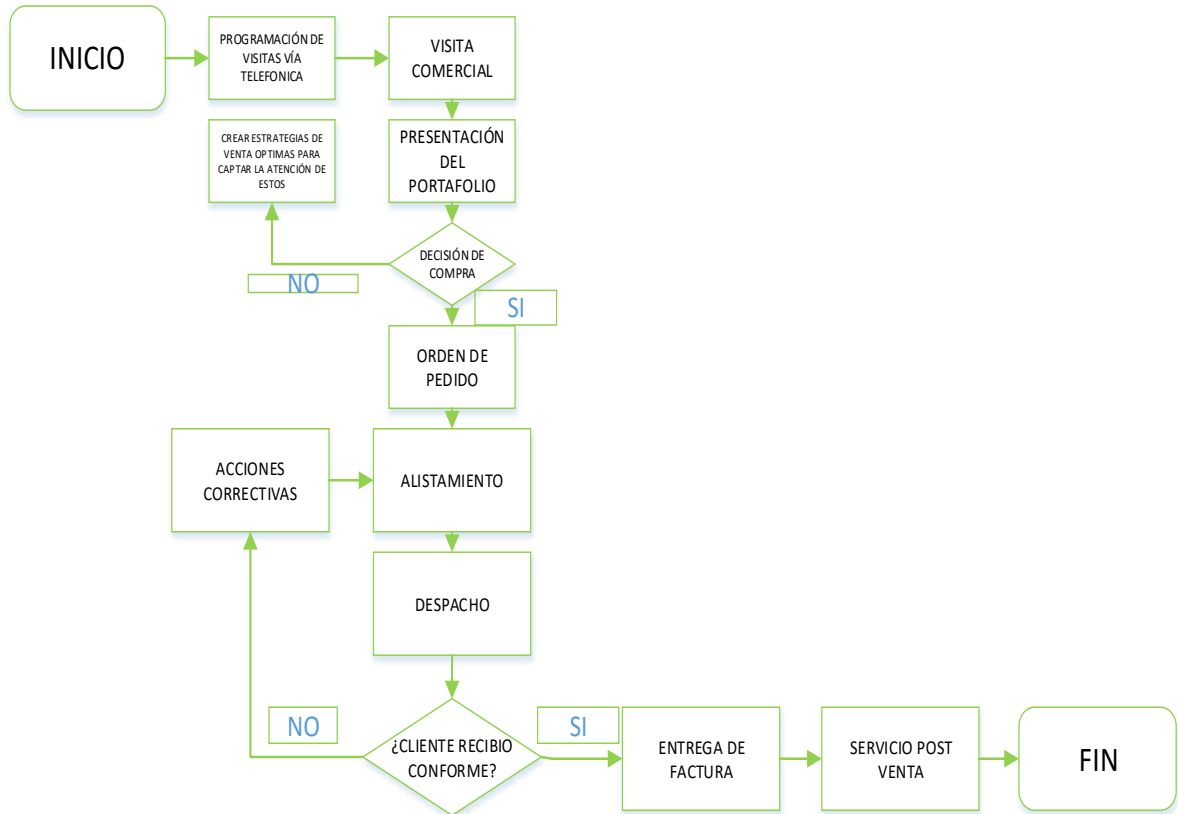 INICIO
PROGRAMACIÓN DE
VISITAS VÍA
TELEFONICA
VISITA
COMERCIAL
CREAR ESTRATEGIAS DE
VENTA OPTIMAS PARA
CAPTAR LA ATENCIÓN DE
ESTOS
PRESENTACIÓN
DEL
PORTAFOLIO
DECISIÓN DE
COMPRA
NO
SI
ORDEN DE
PEDIDO
ACCIONES
CORRECTIVAS
ALISTAMIENTO
DESPACHO
NO
¿CLIENTE RECIBIO
CONFORME?
SI
ENTREGA DE
FACTURA
SERVICIO POST
VENTA
FIN